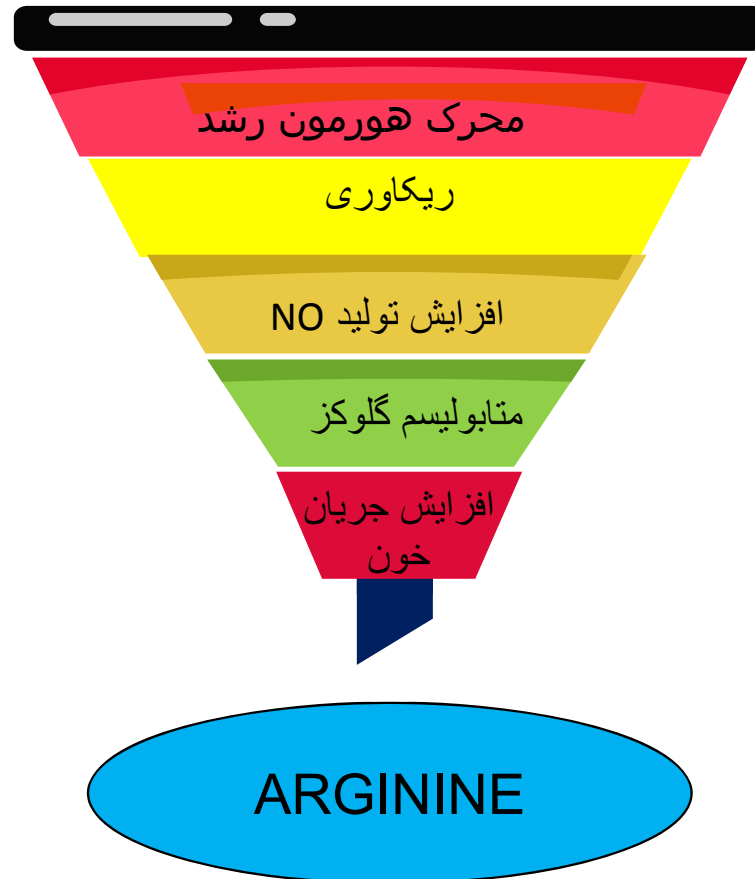 محرک هورمون رشد
ریکاوری
افزایش تولید NO
متابولیسم گلوکز
افزایش جریان
خون
ARGININE